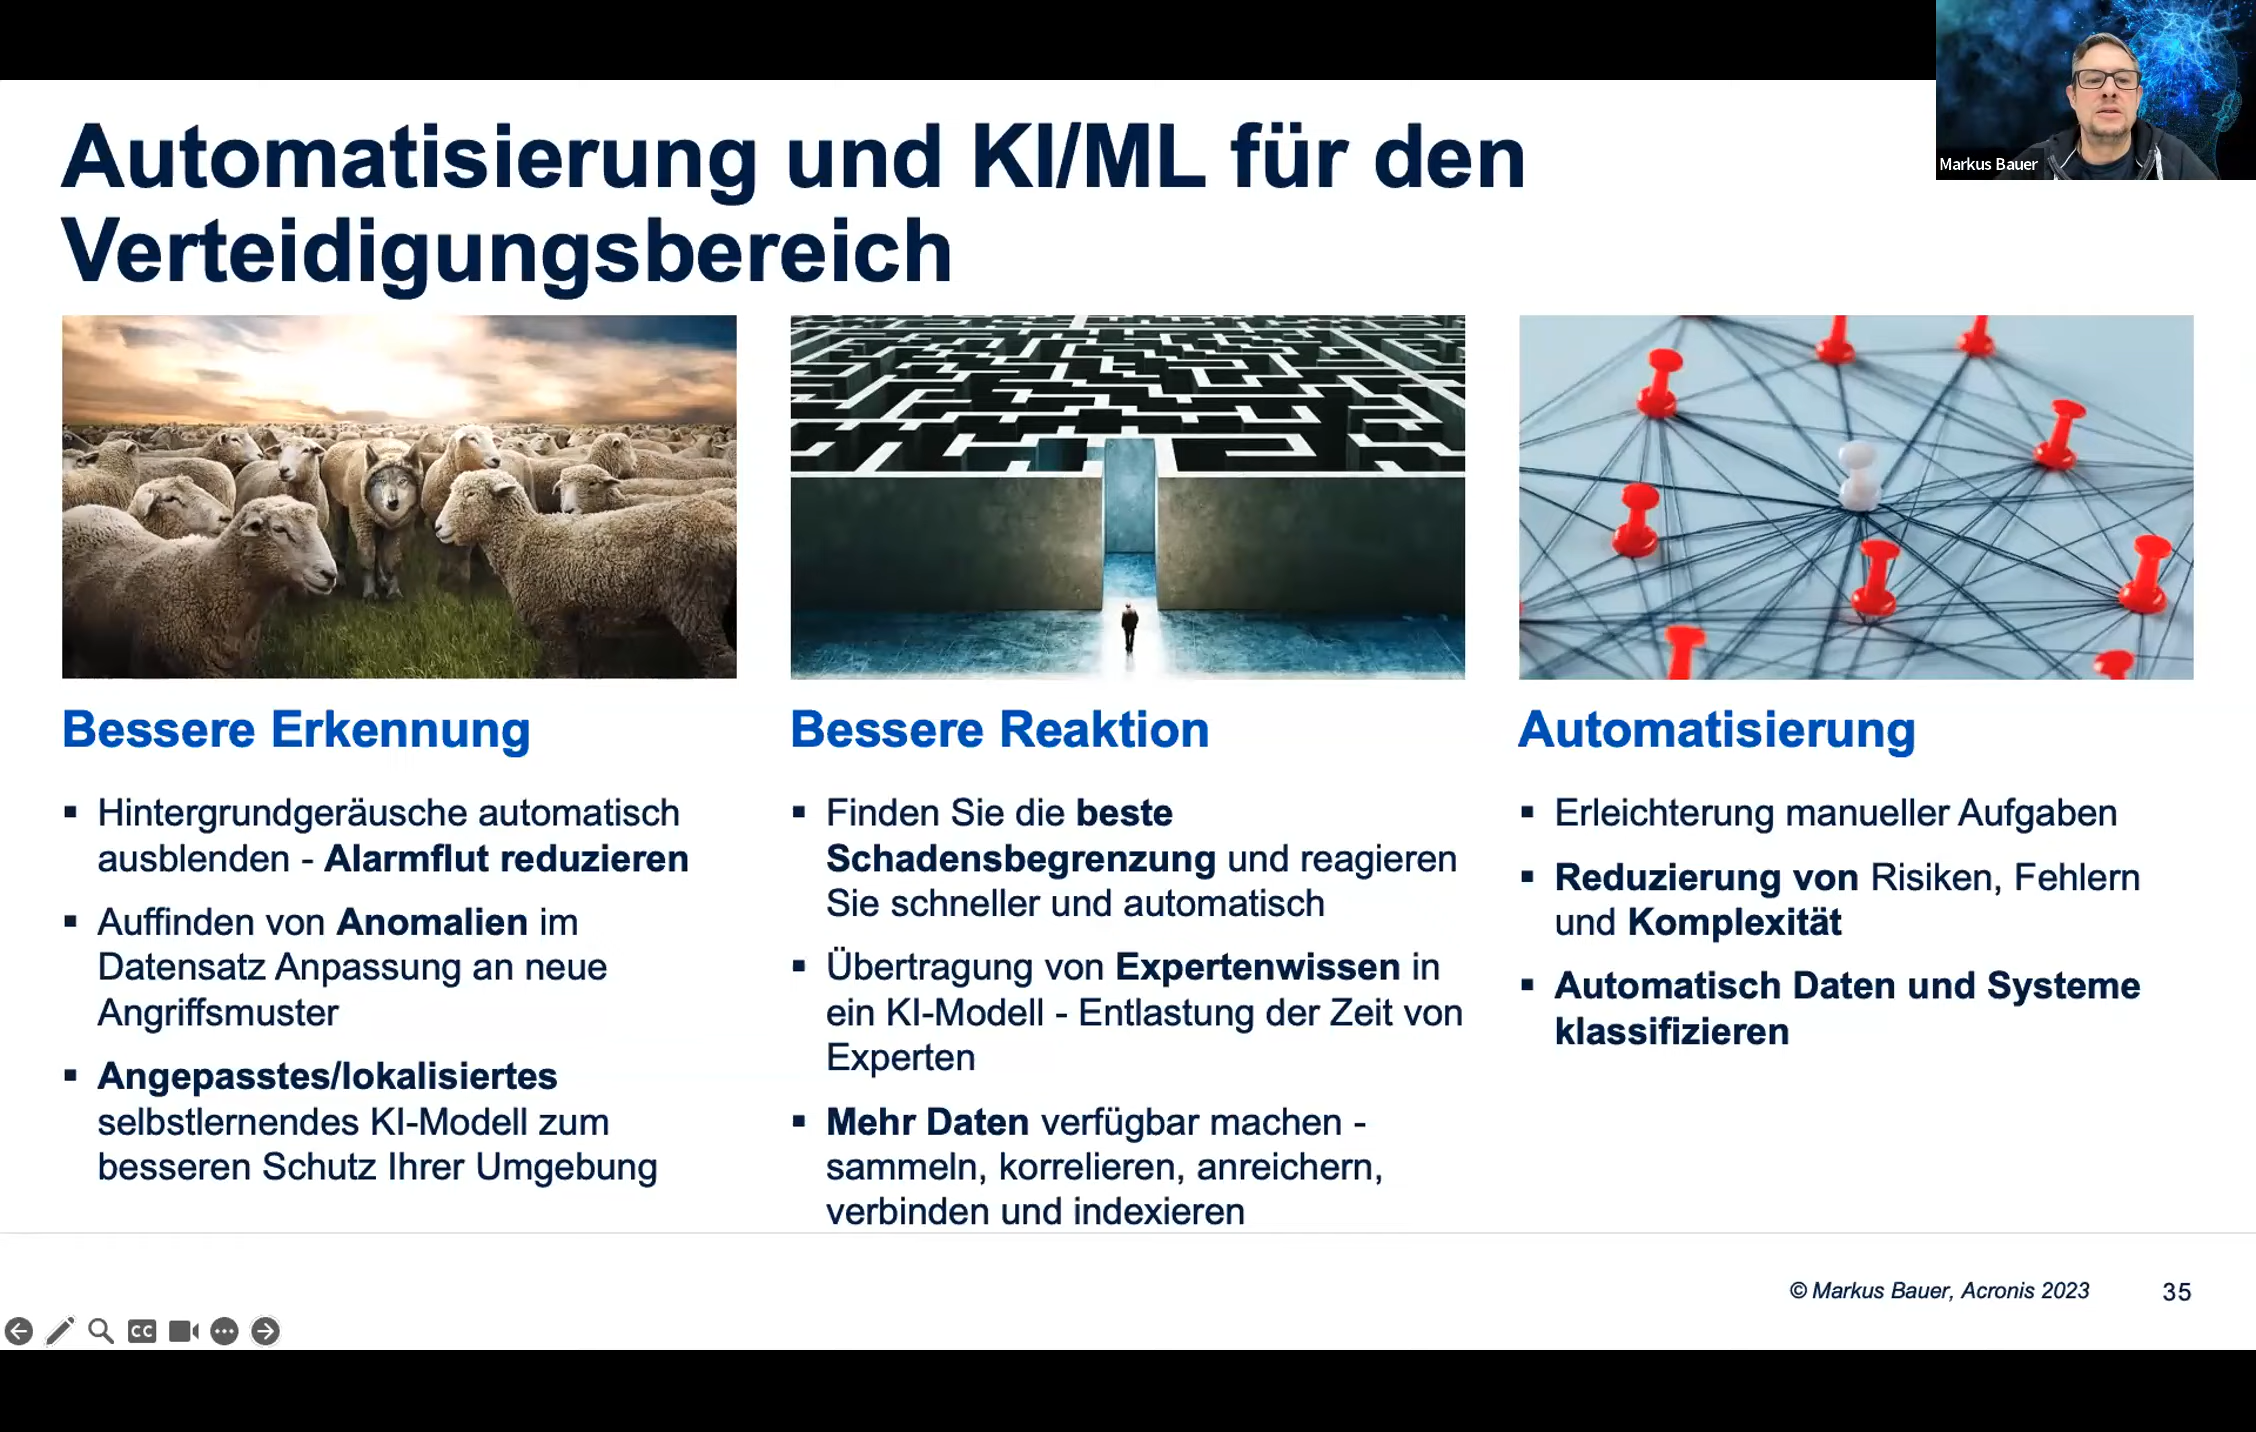 Markus Bauer
Automatisierung und KI/ML für den
Verteidigungsbereich
Bessere Erkennung
▪ Hintergrundgeräusche automatisch
ausblenden - Alarmflut reduzieren
▪ Auffinden von Anomalien im
Datensatz Anpassung an neue
Angriffsmuster
▪ Angepasstes/lokalisiertes
selbstlernendes KI-Modell zum
besseren Schutz Ihrer Umgebung
Bessere Reaktion
▪ Finden Sie die beste
Schadensbegrenzung und reagieren
Sie schneller und automatisch
▪ Übertragung von Expertenwissen in
ein KI-Modell - Entlastung der Zeit von
Experten
▪ Mehr Daten verfügbar machen -
sammeln, korrelieren, anreichern,
verbinden und indexieren
Automatisierung
▪ Erleichterung manueller Aufgaben
▪ Reduzierung von Risiken, Fehlern
und Komplexität
▪ Automatisch Daten und Systeme
klassifizieren
© Markus Bauer, Acronis 2023
35
CC